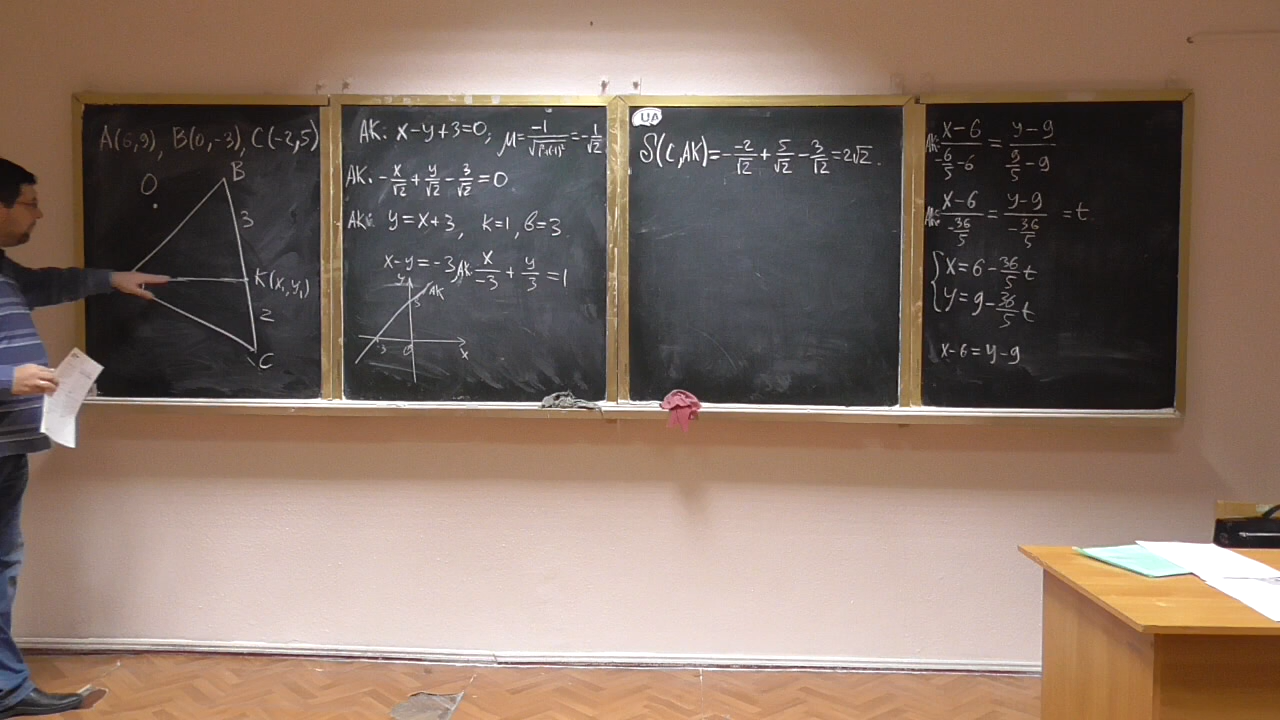 A(6,9), B(0,-3), C(-2,5)
O
B
3
K(x₁,y₁)
2
C
AK: x-y+3=0; μ=-1/√(1²+(-1)²)=-1/√2
AK: -x/√2+y/√2-3/√2=0
AK: y=x+3, k=1, b=3
x-y=-3, AK: x/-3+y/3=1
y
AK
3
-3
0
x
UA
δ(C,AK)=-(-2)/√2+5/√2-3/√2=2√2.
AK: (x-6)/(-6/5-6)=(y-9)/(9/5-9)
AK: (x-6)/(-36/5)=(y-9)/(-36/5)=t.
{x=6-36/5t
{y=9-36/5t
x-6=y-9